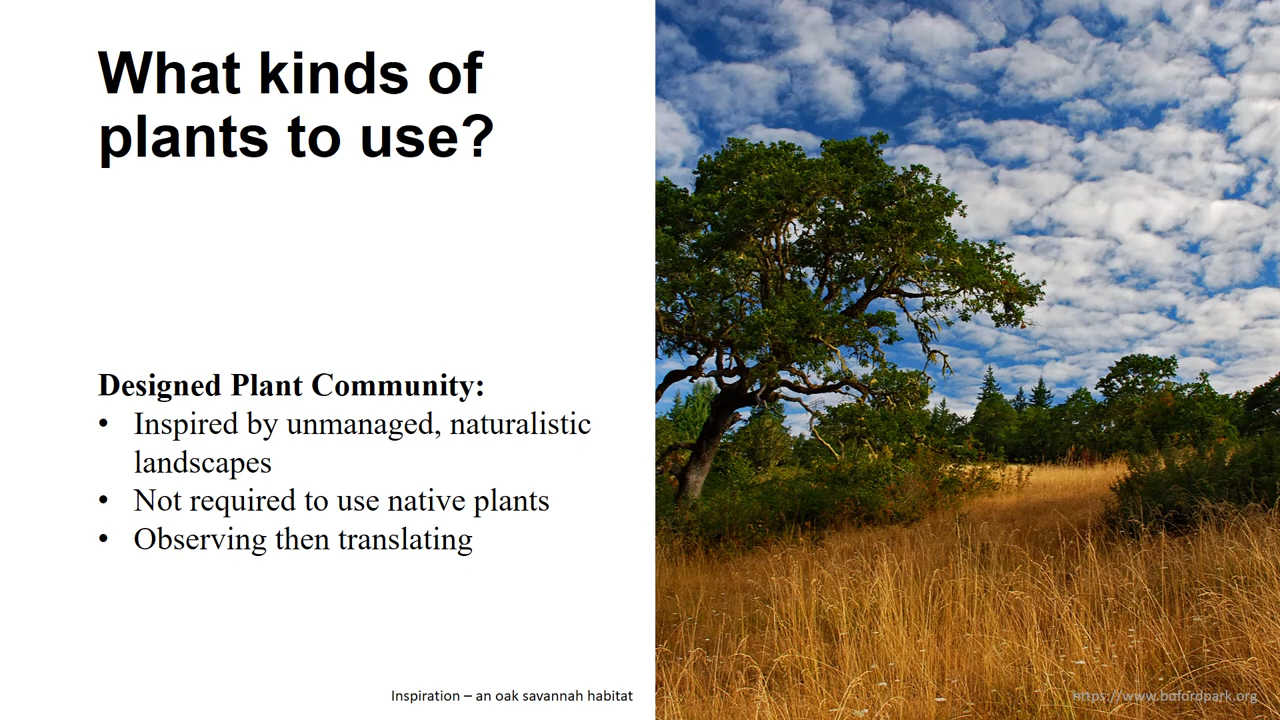 What kinds of
plants to use?
Designed Plant Community:
• Inspired by unmanaged, naturalistic
landscapes
• Not required to use native plants
• Observing then translating
Inspiration – an oak savannah habitat
https://www.bufordpark.org